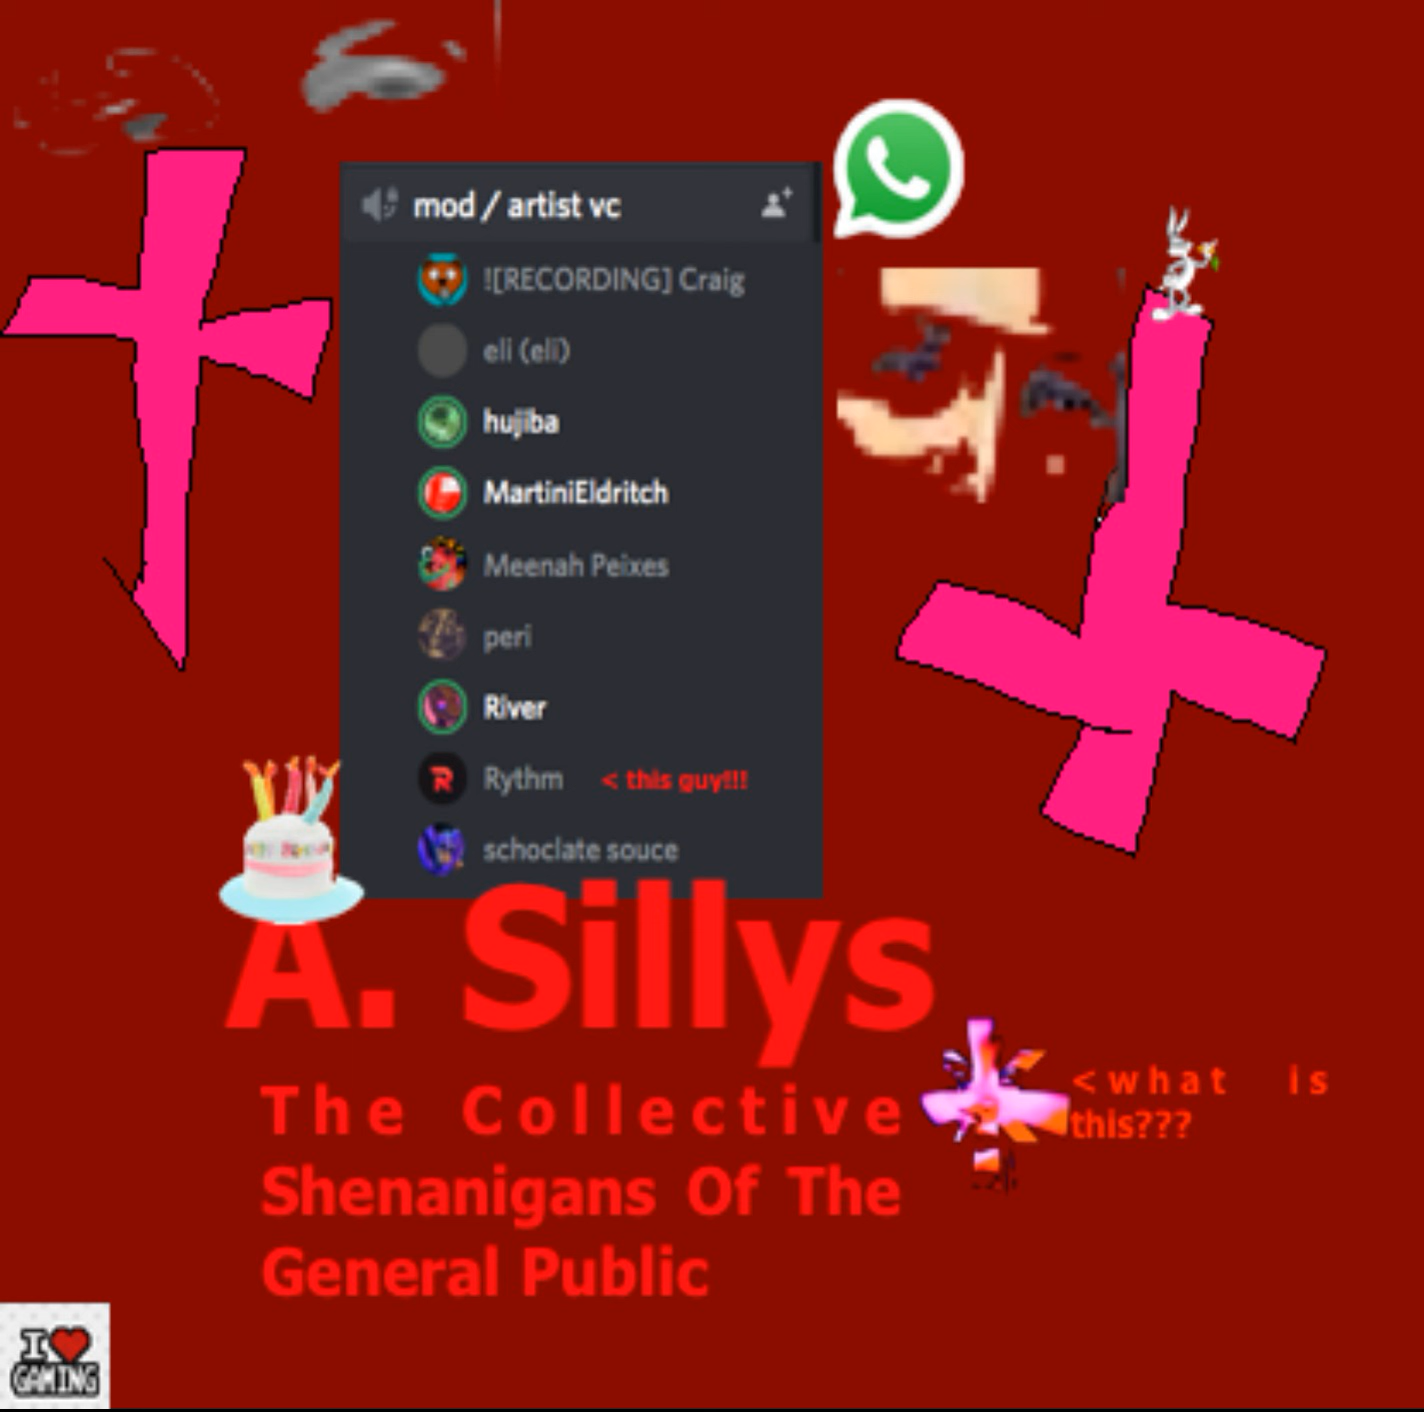 mod / artist vc
![RECORDING] Craig
eli (eli)
hujiba
MartiniEldritch
Meenah Peixes
peri
River
Rythm < this guy!!!
schoclate souce
A. Sillys
The Collective
Shenanigans Of The
General Public
<what is
this???
I
GAMING